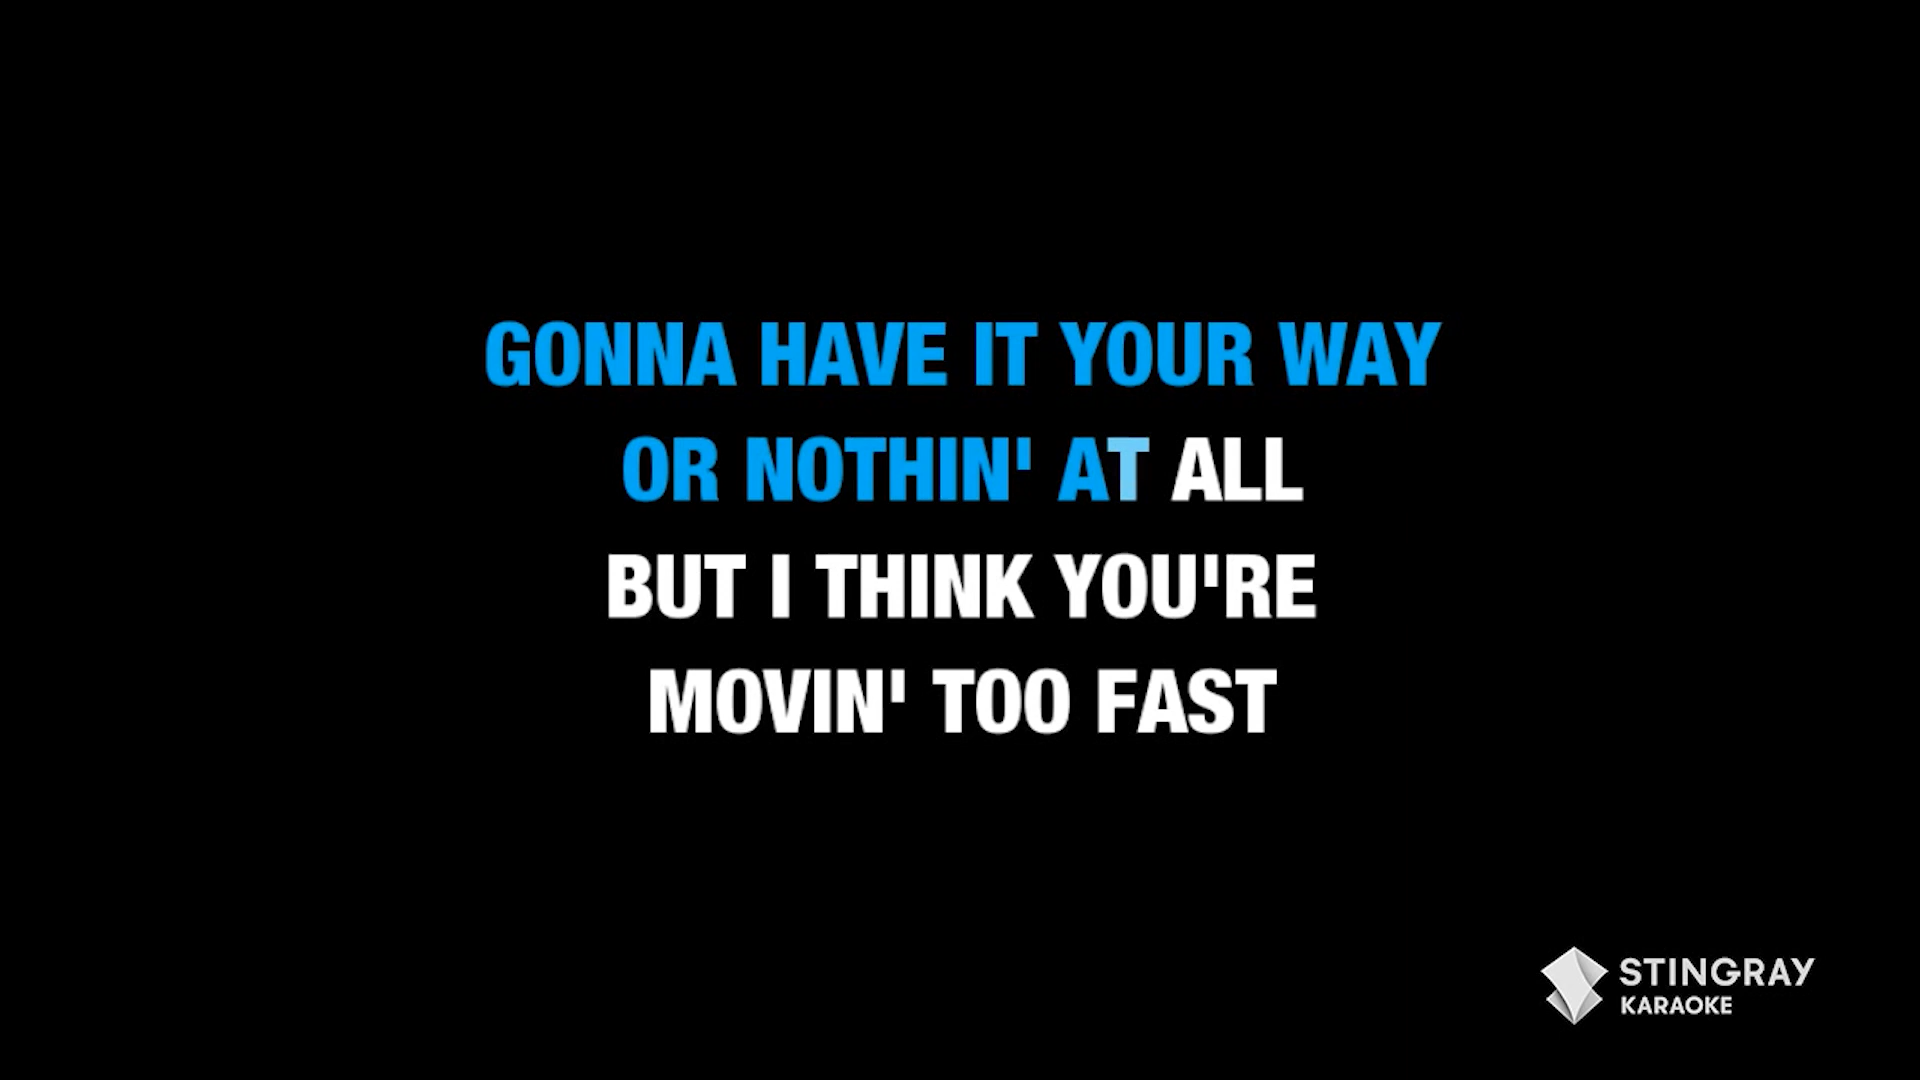 GONNA HAVE IT YOUR WAY
OR NOTHIN' AT ALL
BUT I THINK YOU'RE
MOVIN' TOO FAST
STINGRAY
KARAOKE